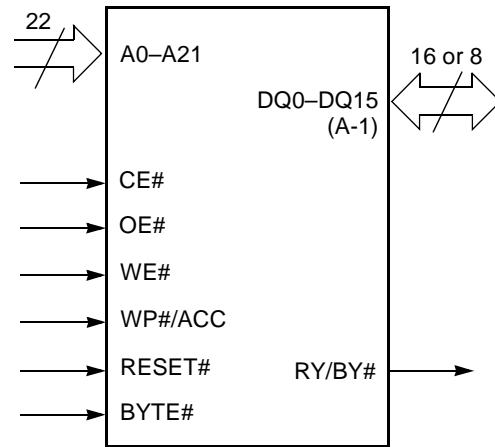 22
A0–A21
16 or 8
DQ0–DQ15
(A-1)
CE#
OE#
WE#
WP#/ACC
RESET#
RY/BY#
BYTE#